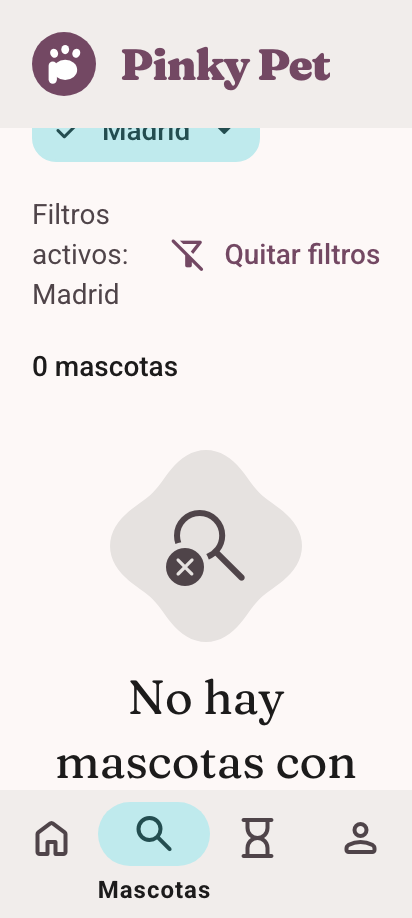 Pinky Pet
Madrid
Filtros
activos:
Madrid
Quitar filtros
0 mascotas
No hay
mascotas con
Mascotas